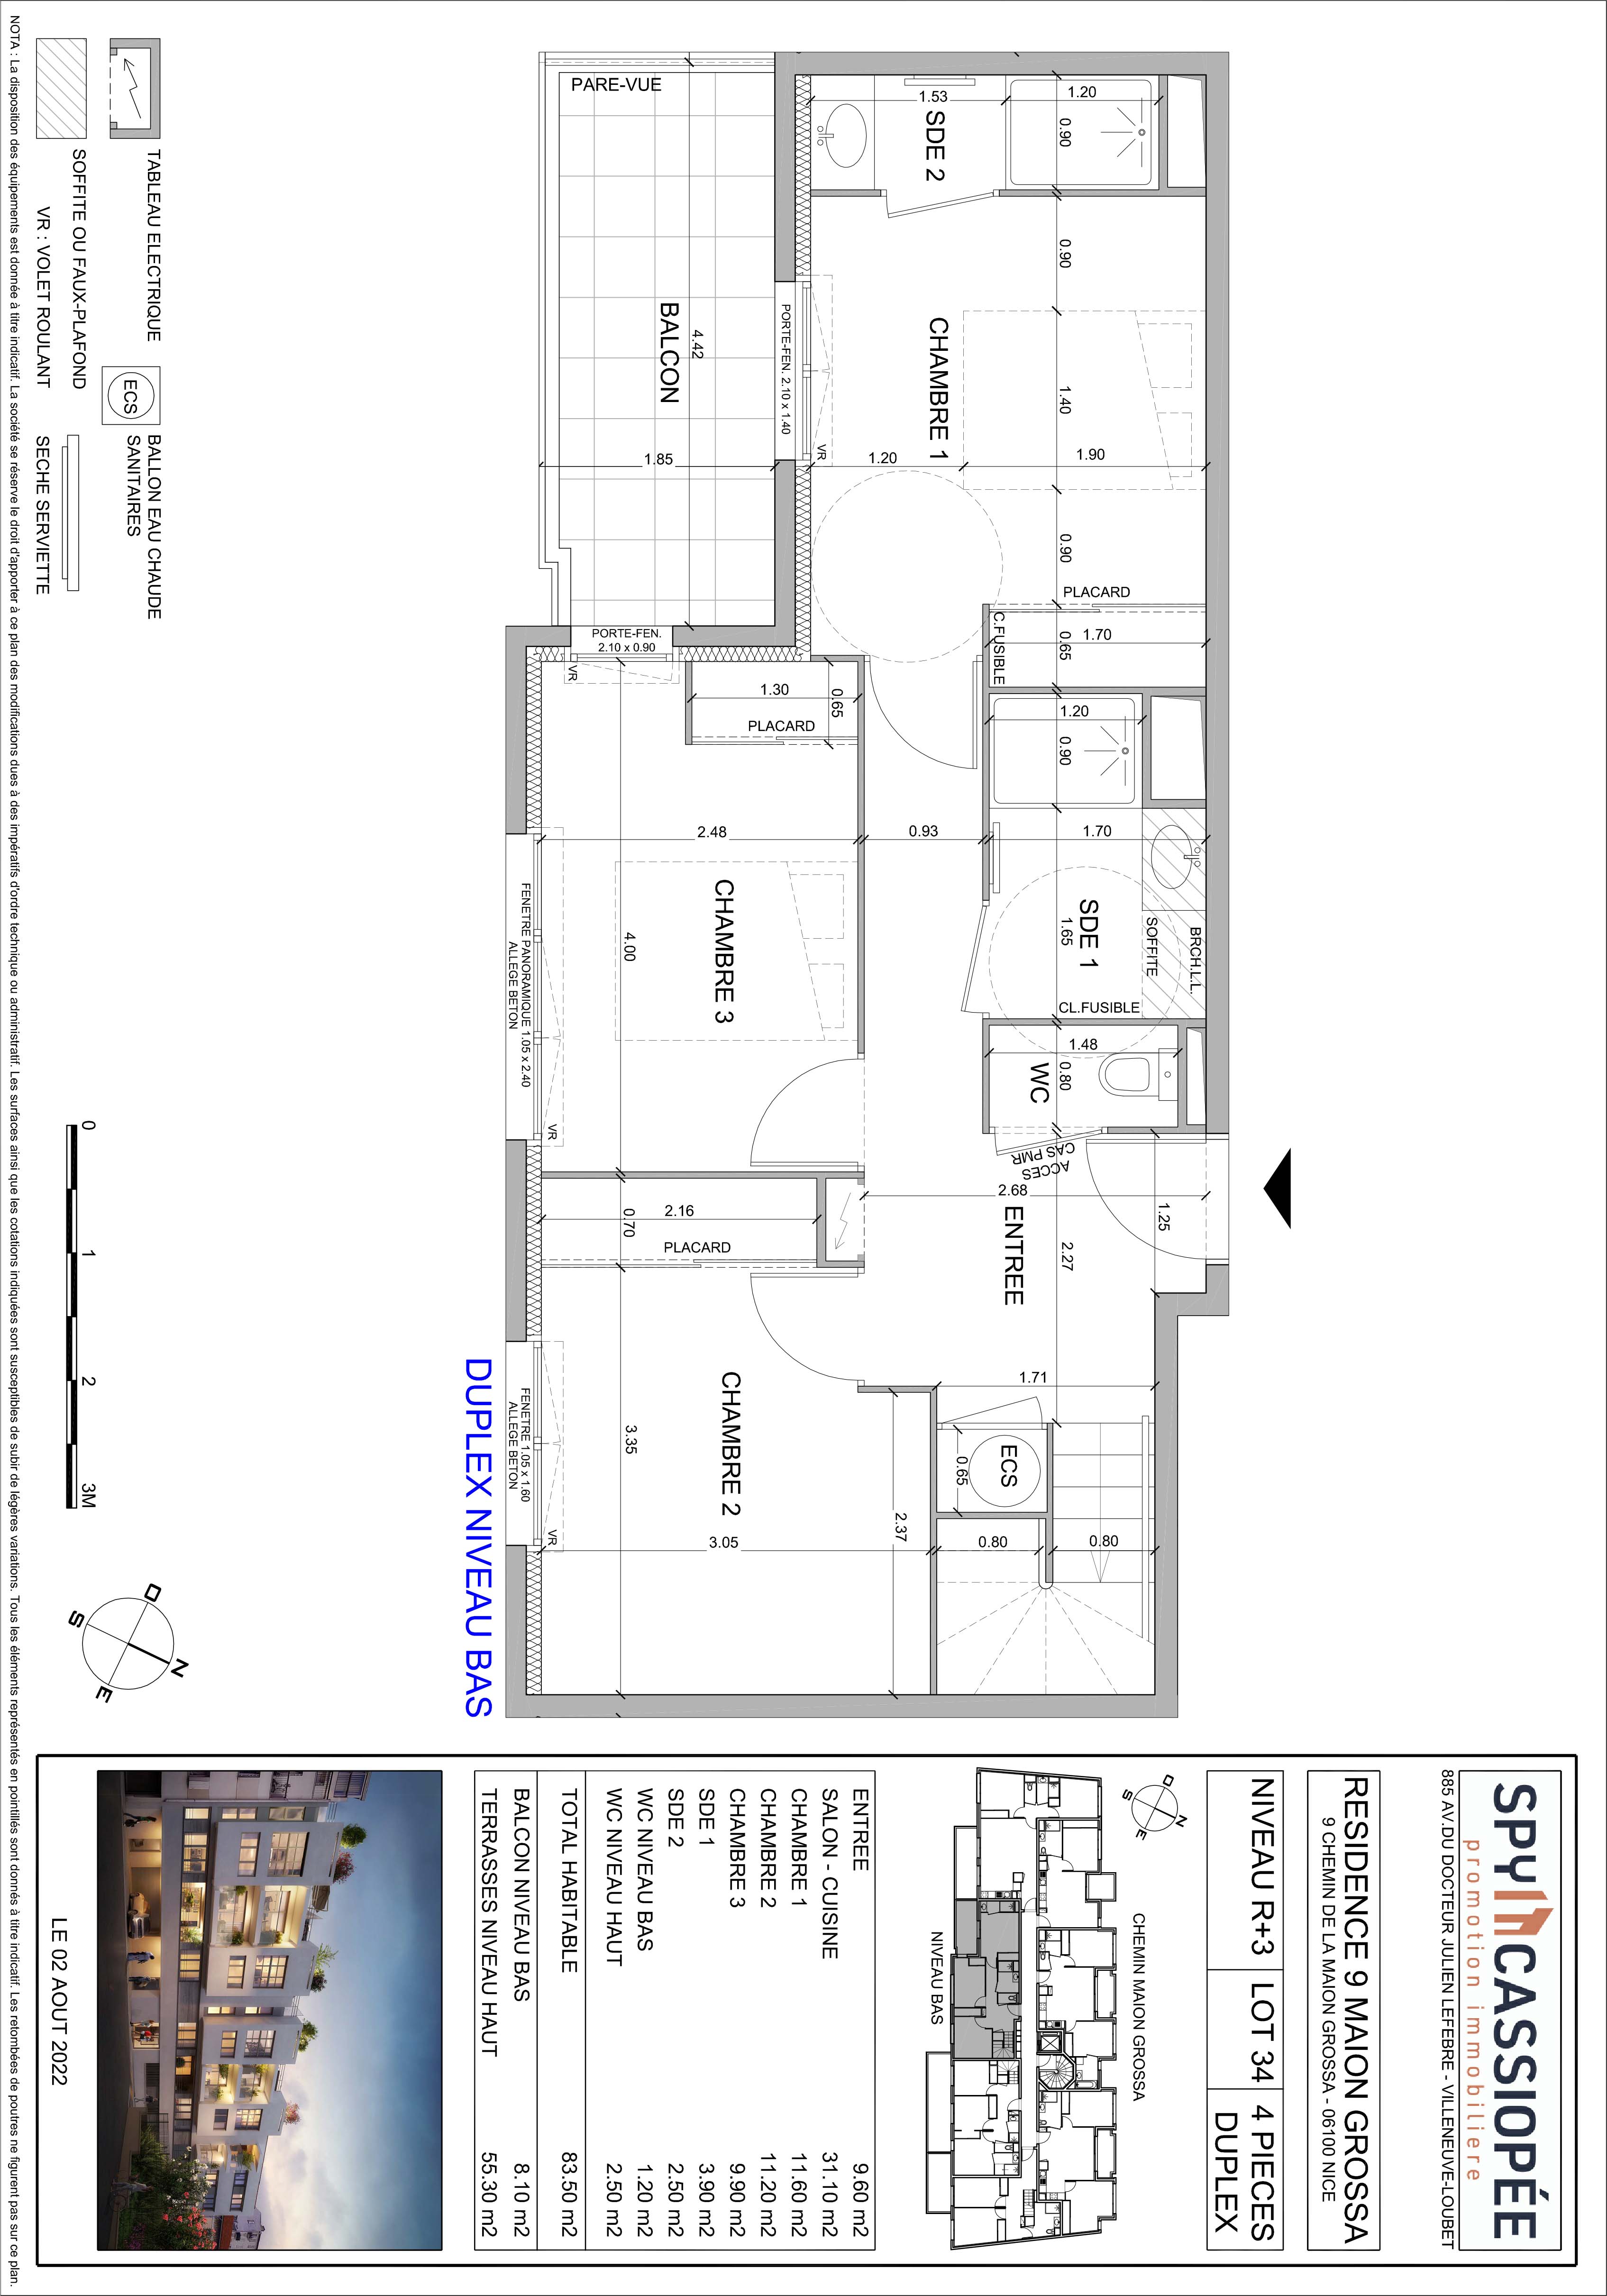 SPY CASSIOPÉE
promotion immobiliere
885 AV.DU DOCTEUR JULIEN LEFEBRE - VILLENEUVE-LOUBET
RESIDENCE 9 MAION GROSSA
9 CHEMIN DE LA MAION GROSSA - 06100 NICE
NIVEAU R+3
LOT 34
4 PIECES
DUPLEX
N
O
E
S
CHEMIN MAION GROSSA
NIVEAU BAS
ENTREE 9.60 m2
SALON - CUISINE 31.10 m2
CHAMBRE 1 11.60 m2
CHAMBRE 2 11.20 m2
CHAMBRE 3 9.90 m2
SDE 1 3.90 m2
SDE 2 2.50 m2
WC NIVEAU BAS 1.20 m2
WC NIVEAU HAUT 2.50 m2
TOTAL HABITABLE 83.50 m2
BALCON NIVEAU BAS 8.10 m2
TERRASSES NIVEAU HAUT 55.30 m2
LE 02 AOUT 2022
BRCH.L.L.
SOFFITE
1.25
1.20
0.90
0.90
1.90
1.40
0.90
PLACARD
1.70
0.65
C.FUSIBLE
1.20
0.90
1.70
SDE 1
1.65
CL.FUSIBLE
1.48
0.80
WC
ACCES
CAS PMR
2.68
2.27
ENTREE
1.71
0.80
0.80
ECS
0.65
1.53
SDE 2
CHAMBRE 1
1.20
0.93
2.37
VR
PORTE-FEN. 2.10 x 1.40
0.65
1.30
PLACARD
2.48
CHAMBRE 3
4.00
2.16
PLACARD
0.70
CHAMBRE 2
3.05
3.35
4.42
BALCON
1.85
PARE-VUE
PORTE-FEN.
2.10 x 0.90
VR
VR
VR
FENETRE PANORAMIQUE 1.05 x 2.40
ALLEGE BETON
FENETRE 1.05 x 1.60
ALLEGE BETON
DUPLEX NIVEAU BAS
TABLEAU ELECTRIQUE
ECS
BALLON EAU CHAUDE
SANITAIRES
SOFFITE OU FAUX-PLAFOND
VR : VOLET ROULANT
SECHE SERVIETTE
0 1 2 3M
N
O
E
S
NOTA : La disposition des équipements est donnée à titre indicatif. La société se réserve le droit d'apporter à ce plan des modifications dues à des impératifs d'ordre technique ou administratif. Les surfaces ainsi que les cotations indiquées sont susceptibles de subir de légères variations. Tous les éléments représentés en pointillés sont donnés à titre indicatif. Les retombées de poutres ne figurent pas sur ce plan.